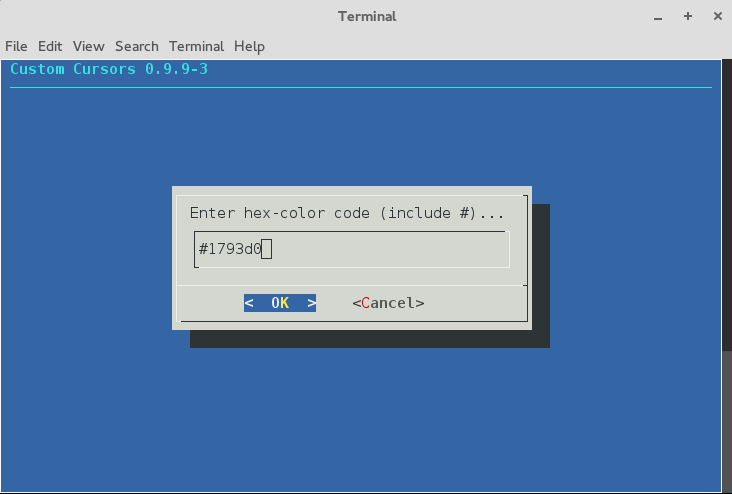 Terminal
File Edit View Search Terminal Help
Custom Cursors 0.9.9-3
Enter hex-color code (include #)...
#1793d0
< OK > <Cancel>